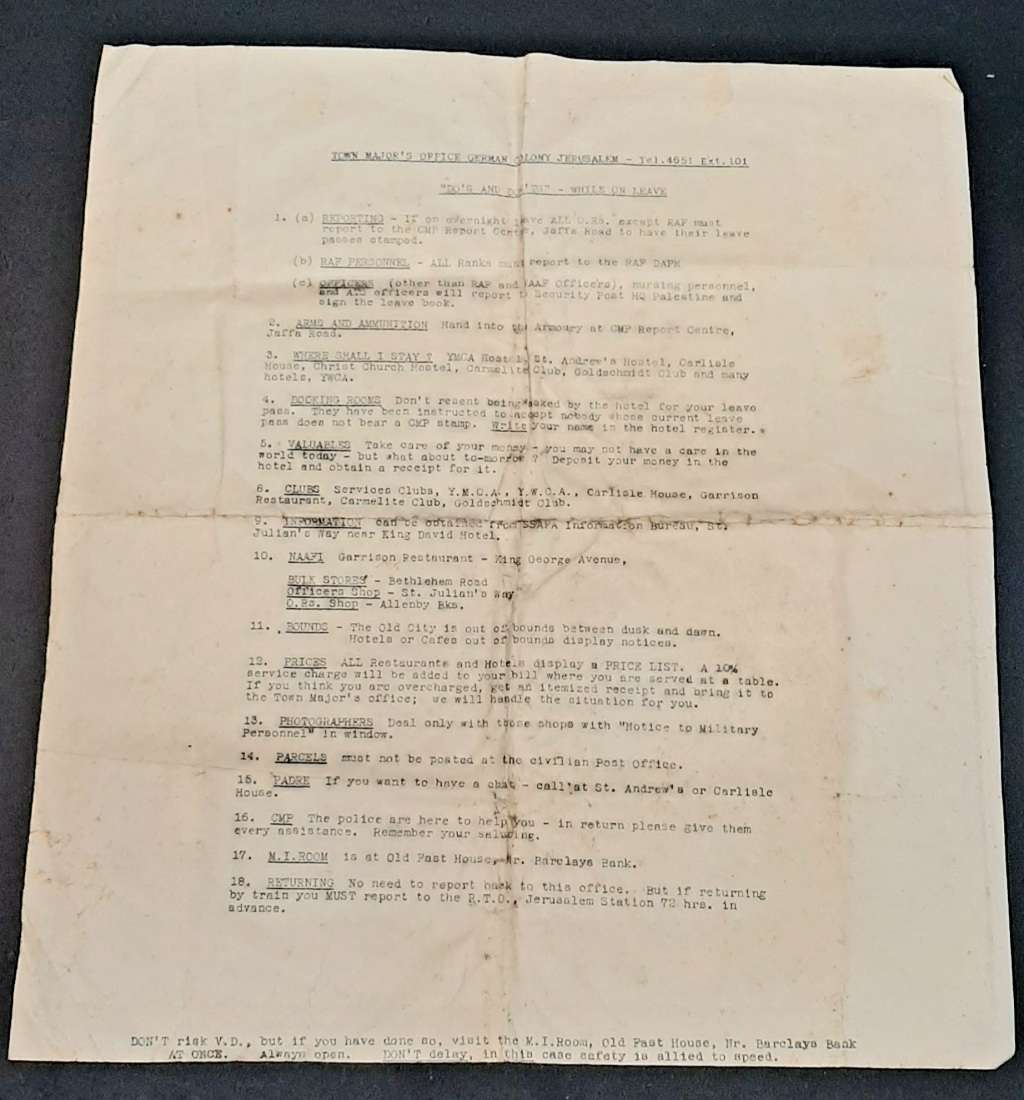 TOWN MAJOR'S OFFICE GERMAN COLONY JERUSALEM - Tel.4651 Ext.101
"DO'S AND DON'TS" - WHILE ON LEAVE
1. (a) REPORTING - If on overnight leave ALL O.Rs. except RAF must
report to the CMP Report Centre, Jaffa Road to have their leave
passes stamped.
(b) RAF PERSONNEL - ALL Ranks must report to the RAF DAPM
(c) OFFICERS (other than RAF and WAAF Officers), nursing personnel,
and ATS officers will report to Security Post HQ Palestine and
sign the leave book.
2. ARMS AND AMMUNITION Hand into the Armoury at CMP Report Centre,
Jaffa Road.
3. WHERE SHALL I STAY ? YMCA Hostel, St. Andrew's Hostel, Carlisle
House, Christ Church Hostel, Carmelite Club, Goldschmidt Club and many
hotels, YWCA.
4. BOOKING ROOMS Don't resent being asked by the hotel for your leave
pass. They have been instructed to accept nobody whose current leave
pass does not bear a CMP stamp. Write your name in the hotel register.
5. VALUABLES Take care of your money - you may not have a care in the
world today - but what about to-morrow ? Deposit your money in the
hotel and obtain a receipt for it.
8. CLUBS Services Clubs, Y.M.C.A., Y.W.C.A., Carlisle House, Garrison
Restaurant, Carmelite Club, Goldschmidt Club.
9. INFORMATION can be obtained from SSAFA Information Bureau, St.
Julian's Way near King David Hotel.
10. NAAFI Garrison Restaurant - King George Avenue,
BULK STORES - Bethlehem Road
Officers Shop - St. Julian's Way
O.Rs. Shop - Allenby Bks.
11. BOUNDS - The Old City is out of bounds between dusk and dawn.
Hotels or Cafes out of bounds display notices.
12. PRICES ALL Restaurants and Hotels display a PRICE LIST. A 10%
service charge will be added to your bill where you are served at a table.
If you think you are overcharged, get an itemized receipt and bring it to
the Town Major's office; we will handle the situation for you.
13. PHOTOGRAPHERS Deal only with those shops with "Notice to Military
Personnel" in window.
14. PARCELS must not be posted at the civilian Post Office.
15. PADRE If you want to have a chat - call at St. Andrew's or Carlisle
House.
16. CMP The police are here to help you - in return please give them
every assistance. Remember your saluting.
17. M.I.ROOM is at Old Fast House, Nr. Barclays Bank.
18. RETURNING No need to report back to this office. But if returning
by train you MUST report to the R.T.O., Jerusalem Station 72 hrs. in
advance.
DON'T risk V.D., but if you have done so, visit the M.I.Room, Old Fast House, Nr. Barclays Bank
AT ONCE. Always open. DON'T delay, in this case safety is allied to speed.